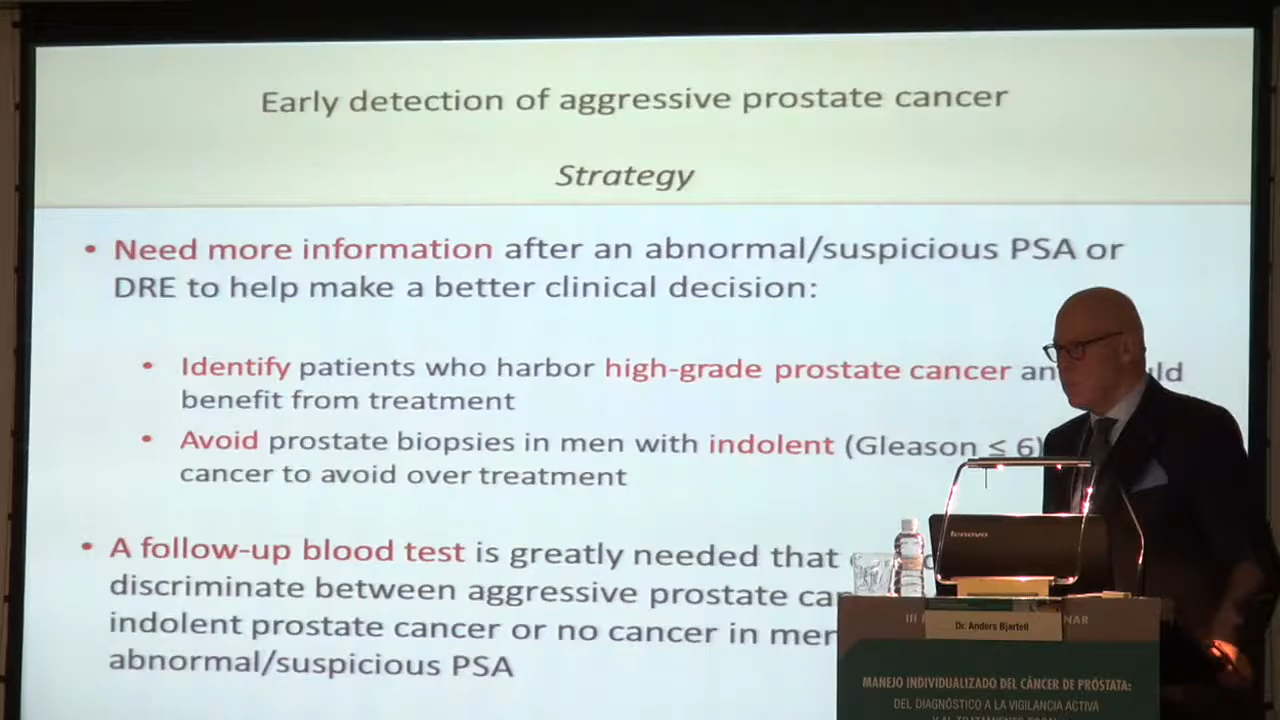 Early detection of aggressive prostate cancer
Strategy
• Need more information after an abnormal/suspicious PSA or
DRE to help make a better clinical decision:
• Identify patients who harbor high-grade prostate cancer
benefit from treatment
• Avoid prostate biopsies in men with indolent (Gleason ≤ 6)
cancer to avoid over treatment
• A follow-up blood test is greatly needed that
discriminate between aggressive prostate
indolent prostate cancer or no cancer in
abnormal/suspicious PSA
lenovo
III
Dr. Anders Bjartell
MANEJO INDIVIDUALIZADO DEL CÁNCER DE PRÓSTATA:
DEL DIAGNÓSTICO A LA VIGILANCIA ACTIVA